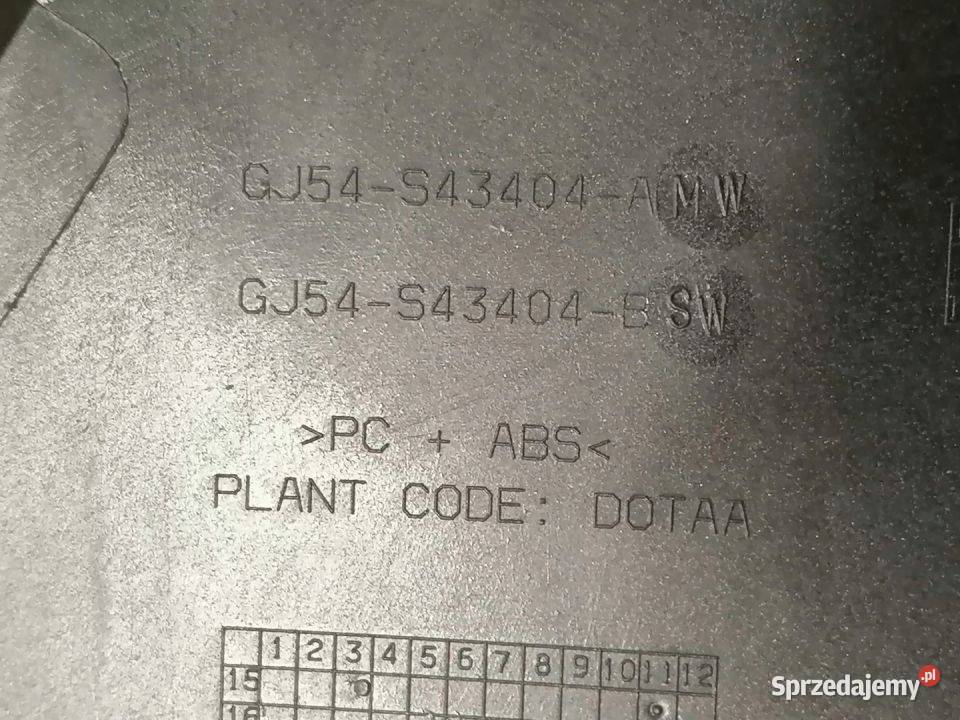 GJ54-S43404-AMW
GJ54-S43404-BSW
>PC + ABS<
PLANT CODE: DOTAA
1 2 3 4 5 6 7 8 9 10 11 12
15
16
Sprzedajemy.pl